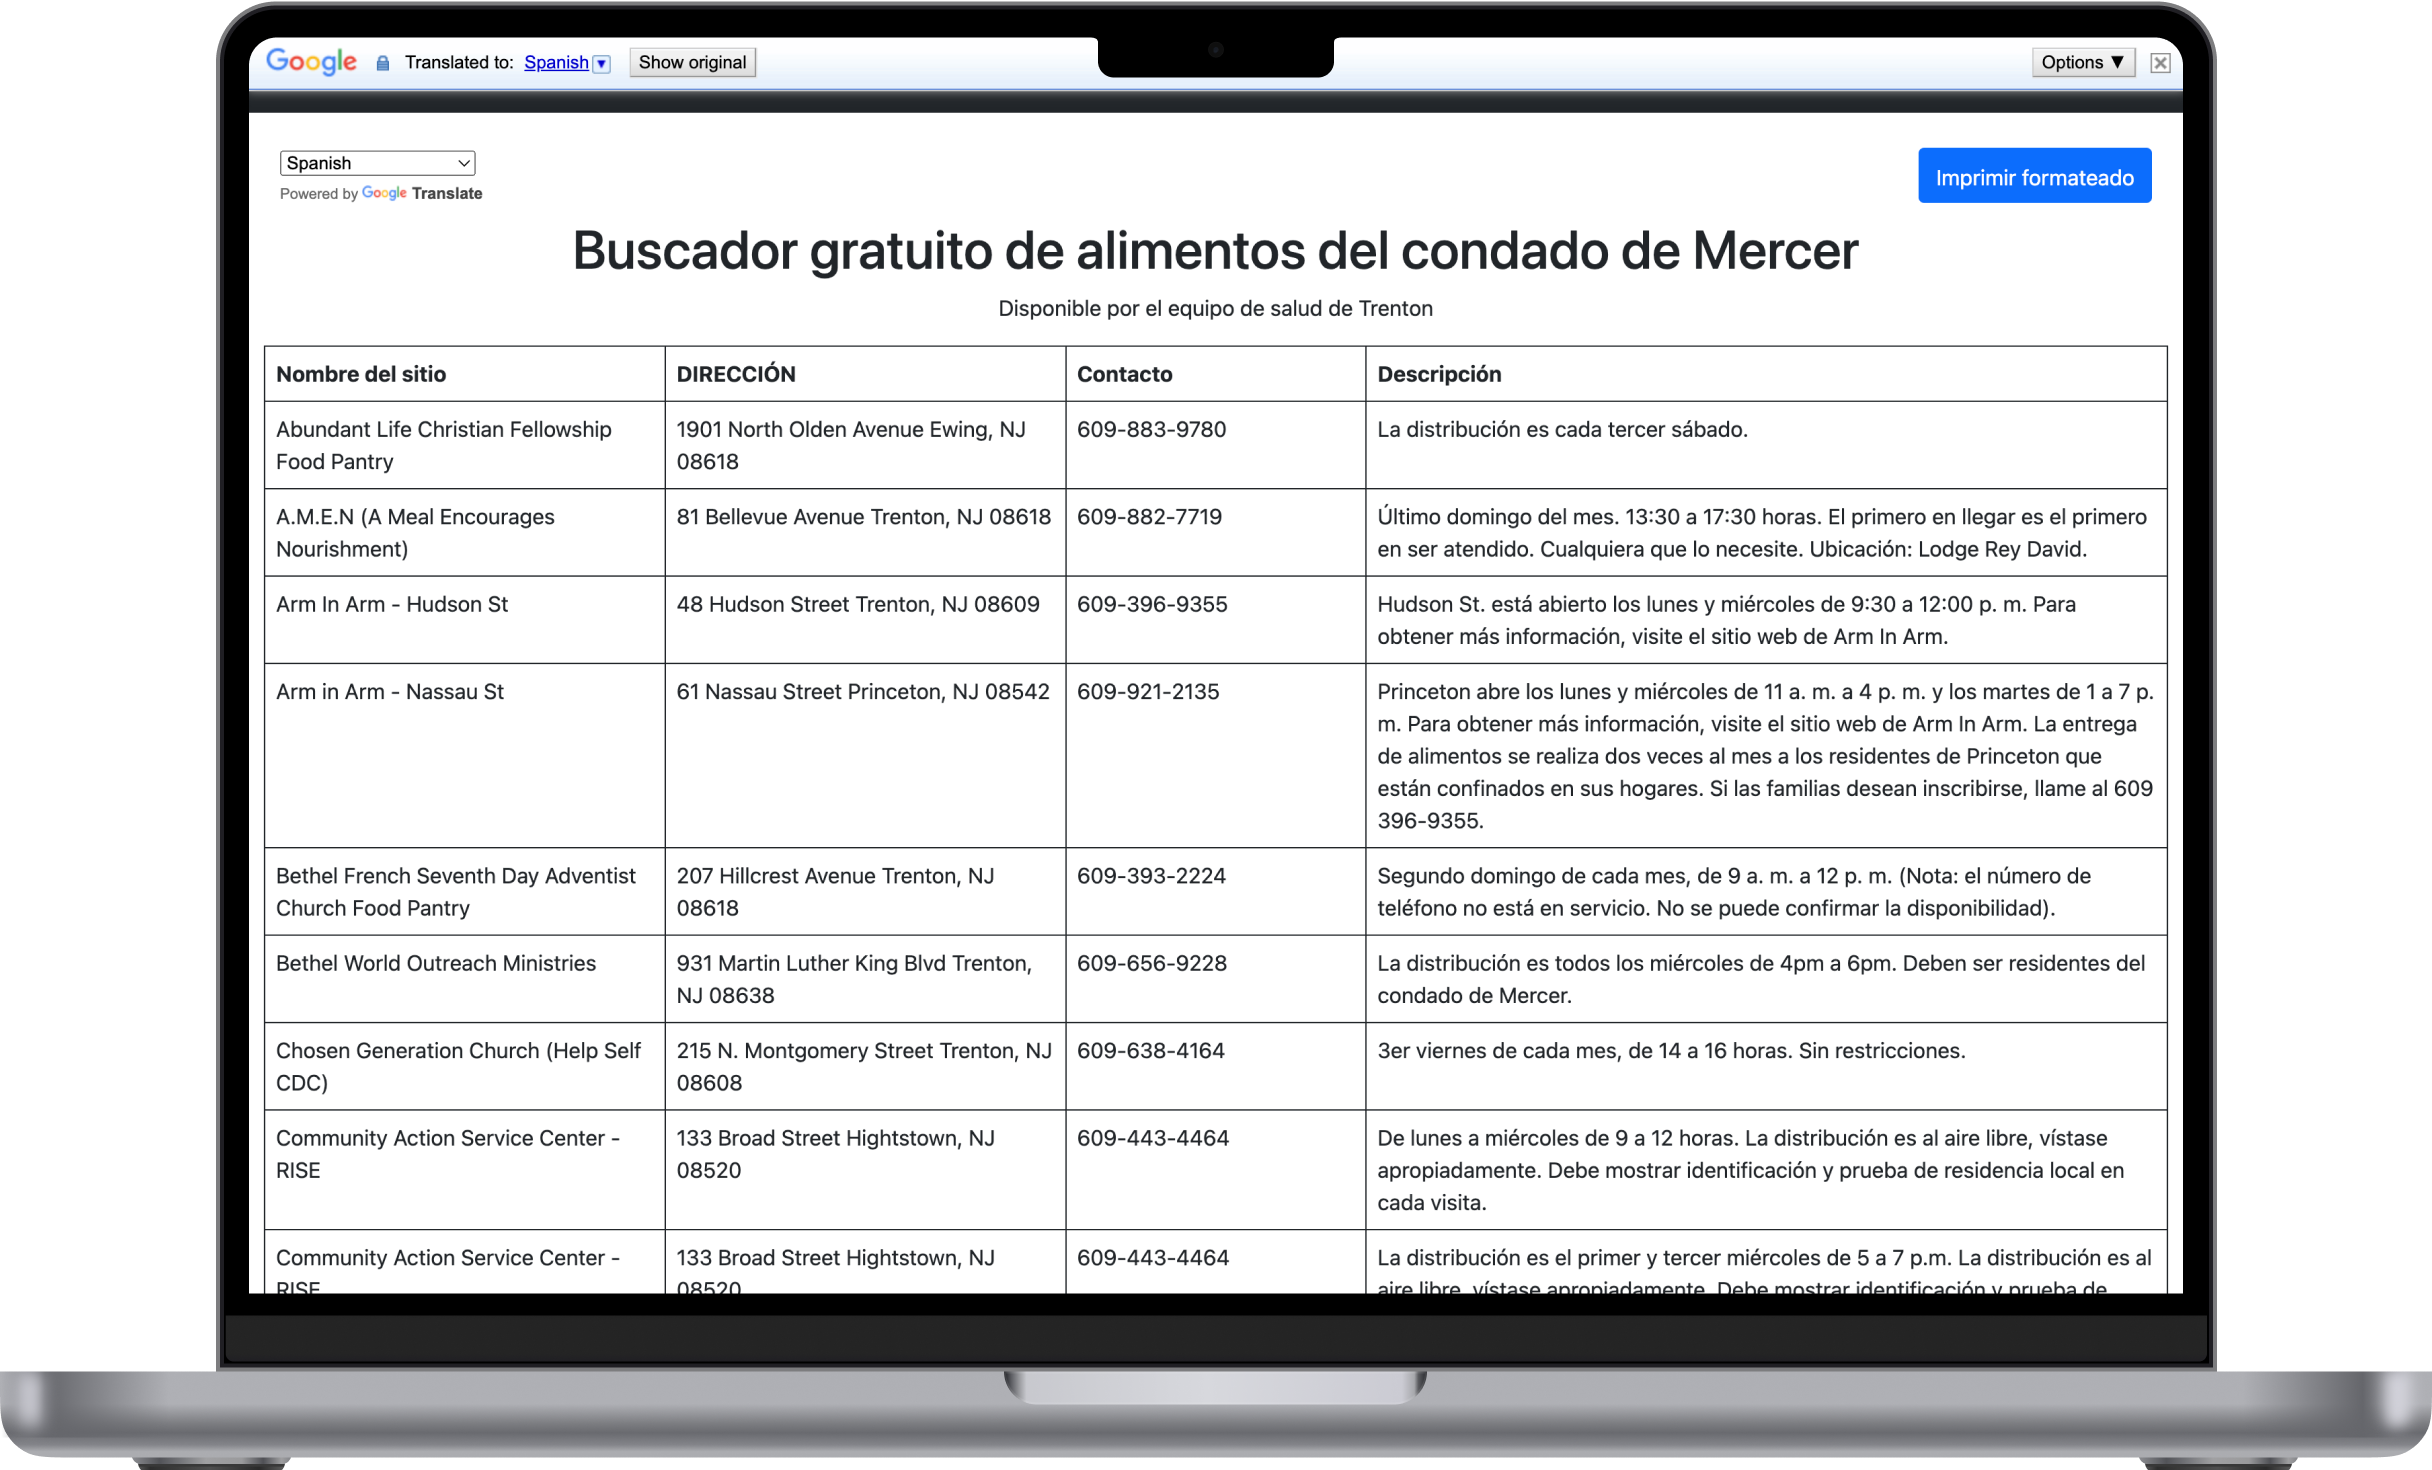 Google Translated to: Spanish Show original Options ▼
Spanish
Powered by Google Translate
Imprimir formateado
Buscador gratuito de alimentos del condado de Mercer
Disponible por el equipo de salud de Trenton
Nombre del sitio DIRECCIÓN Contacto Descripción
Abundant Life Christian Fellowship
Food Pantry
1901 North Olden Avenue Ewing, NJ
08618
609-883-9780
La distribución es cada tercer sábado.
A.M.E.N (A Meal Encourages
Nourishment)
81 Bellevue Avenue Trenton, NJ 08618
609-882-7719
Último domingo del mes. 13:30 a 17:30 horas. El primero en llegar es el primero
en ser atendido. Cualquiera que lo necesite. Ubicación: Lodge Rey David.
Arm In Arm - Hudson St
48 Hudson Street Trenton, NJ 08609
609-396-9355
Hudson St. está abierto los lunes y miércoles de 9:30 a 12:00 p. m. Para
obtener más información, visite el sitio web de Arm In Arm.
Arm in Arm - Nassau St
61 Nassau Street Princeton, NJ 08542
609-921-2135
Princeton abre los lunes y miércoles de 11 a. m. a 4 p. m. y los martes de 1 a 7 p.
m. Para obtener más información, visite el sitio web de Arm In Arm. La entrega
de alimentos se realiza dos veces al mes a los residentes de Princeton que
están confinados en sus hogares. Si las familias desean inscribirse, llame al 609
396-9355.
Bethel French Seventh Day Adventist
Church Food Pantry
207 Hillcrest Avenue Trenton, NJ
08618
609-393-2224
Segundo domingo de cada mes, de 9 a. m. a 12 p. m. (Nota: el número de
teléfono no está en servicio. No se puede confirmar la disponibilidad).
Bethel World Outreach Ministries
931 Martin Luther King Blvd Trenton,
NJ 08638
609-656-9228
La distribución es todos los miércoles de 4pm a 6pm. Deben ser residentes del
condado de Mercer.
Chosen Generation Church (Help Self
CDC)
215 N. Montgomery Street Trenton, NJ
08608
609-638-4164
3er viernes de cada mes, de 14 a 16 horas. Sin restricciones.
Community Action Service Center -
RISE
133 Broad Street Hightstown, NJ
08520
609-443-4464
De lunes a miércoles de 9 a 12 horas. La distribución es al aire libre, vístase
apropiadamente. Debe mostrar identificación y prueba de residencia local en
cada visita.
Community Action Service Center -
RISE
133 Broad Street Hightstown, NJ
08520
609-443-4464
La distribución es el primer y tercer miércoles de 5 a 7 p.m. La distribución es al
aire libre, vístase apropiadamente. Debe mostrar identificación y prueba de